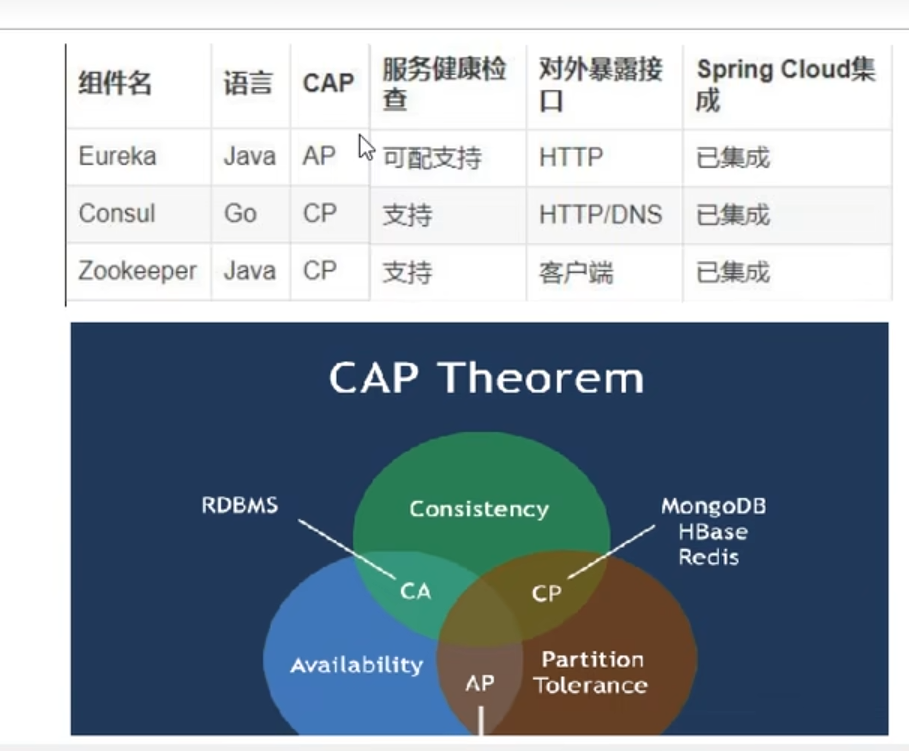 组件名 语言 CAP 服务健康检查 对外暴露接口 Spring Cloud集成
Eureka Java AP 可配支持 HTTP 已集成
Consul Go CP 支持 HTTP/DNS 已集成
Zookeeper Java CP 支持 客户端 已集成
CAP Theorem
RDBMS
Consistency
MongoDB
HBase
Redis
CA
CP
Availability
Partition
Tolerance
AP